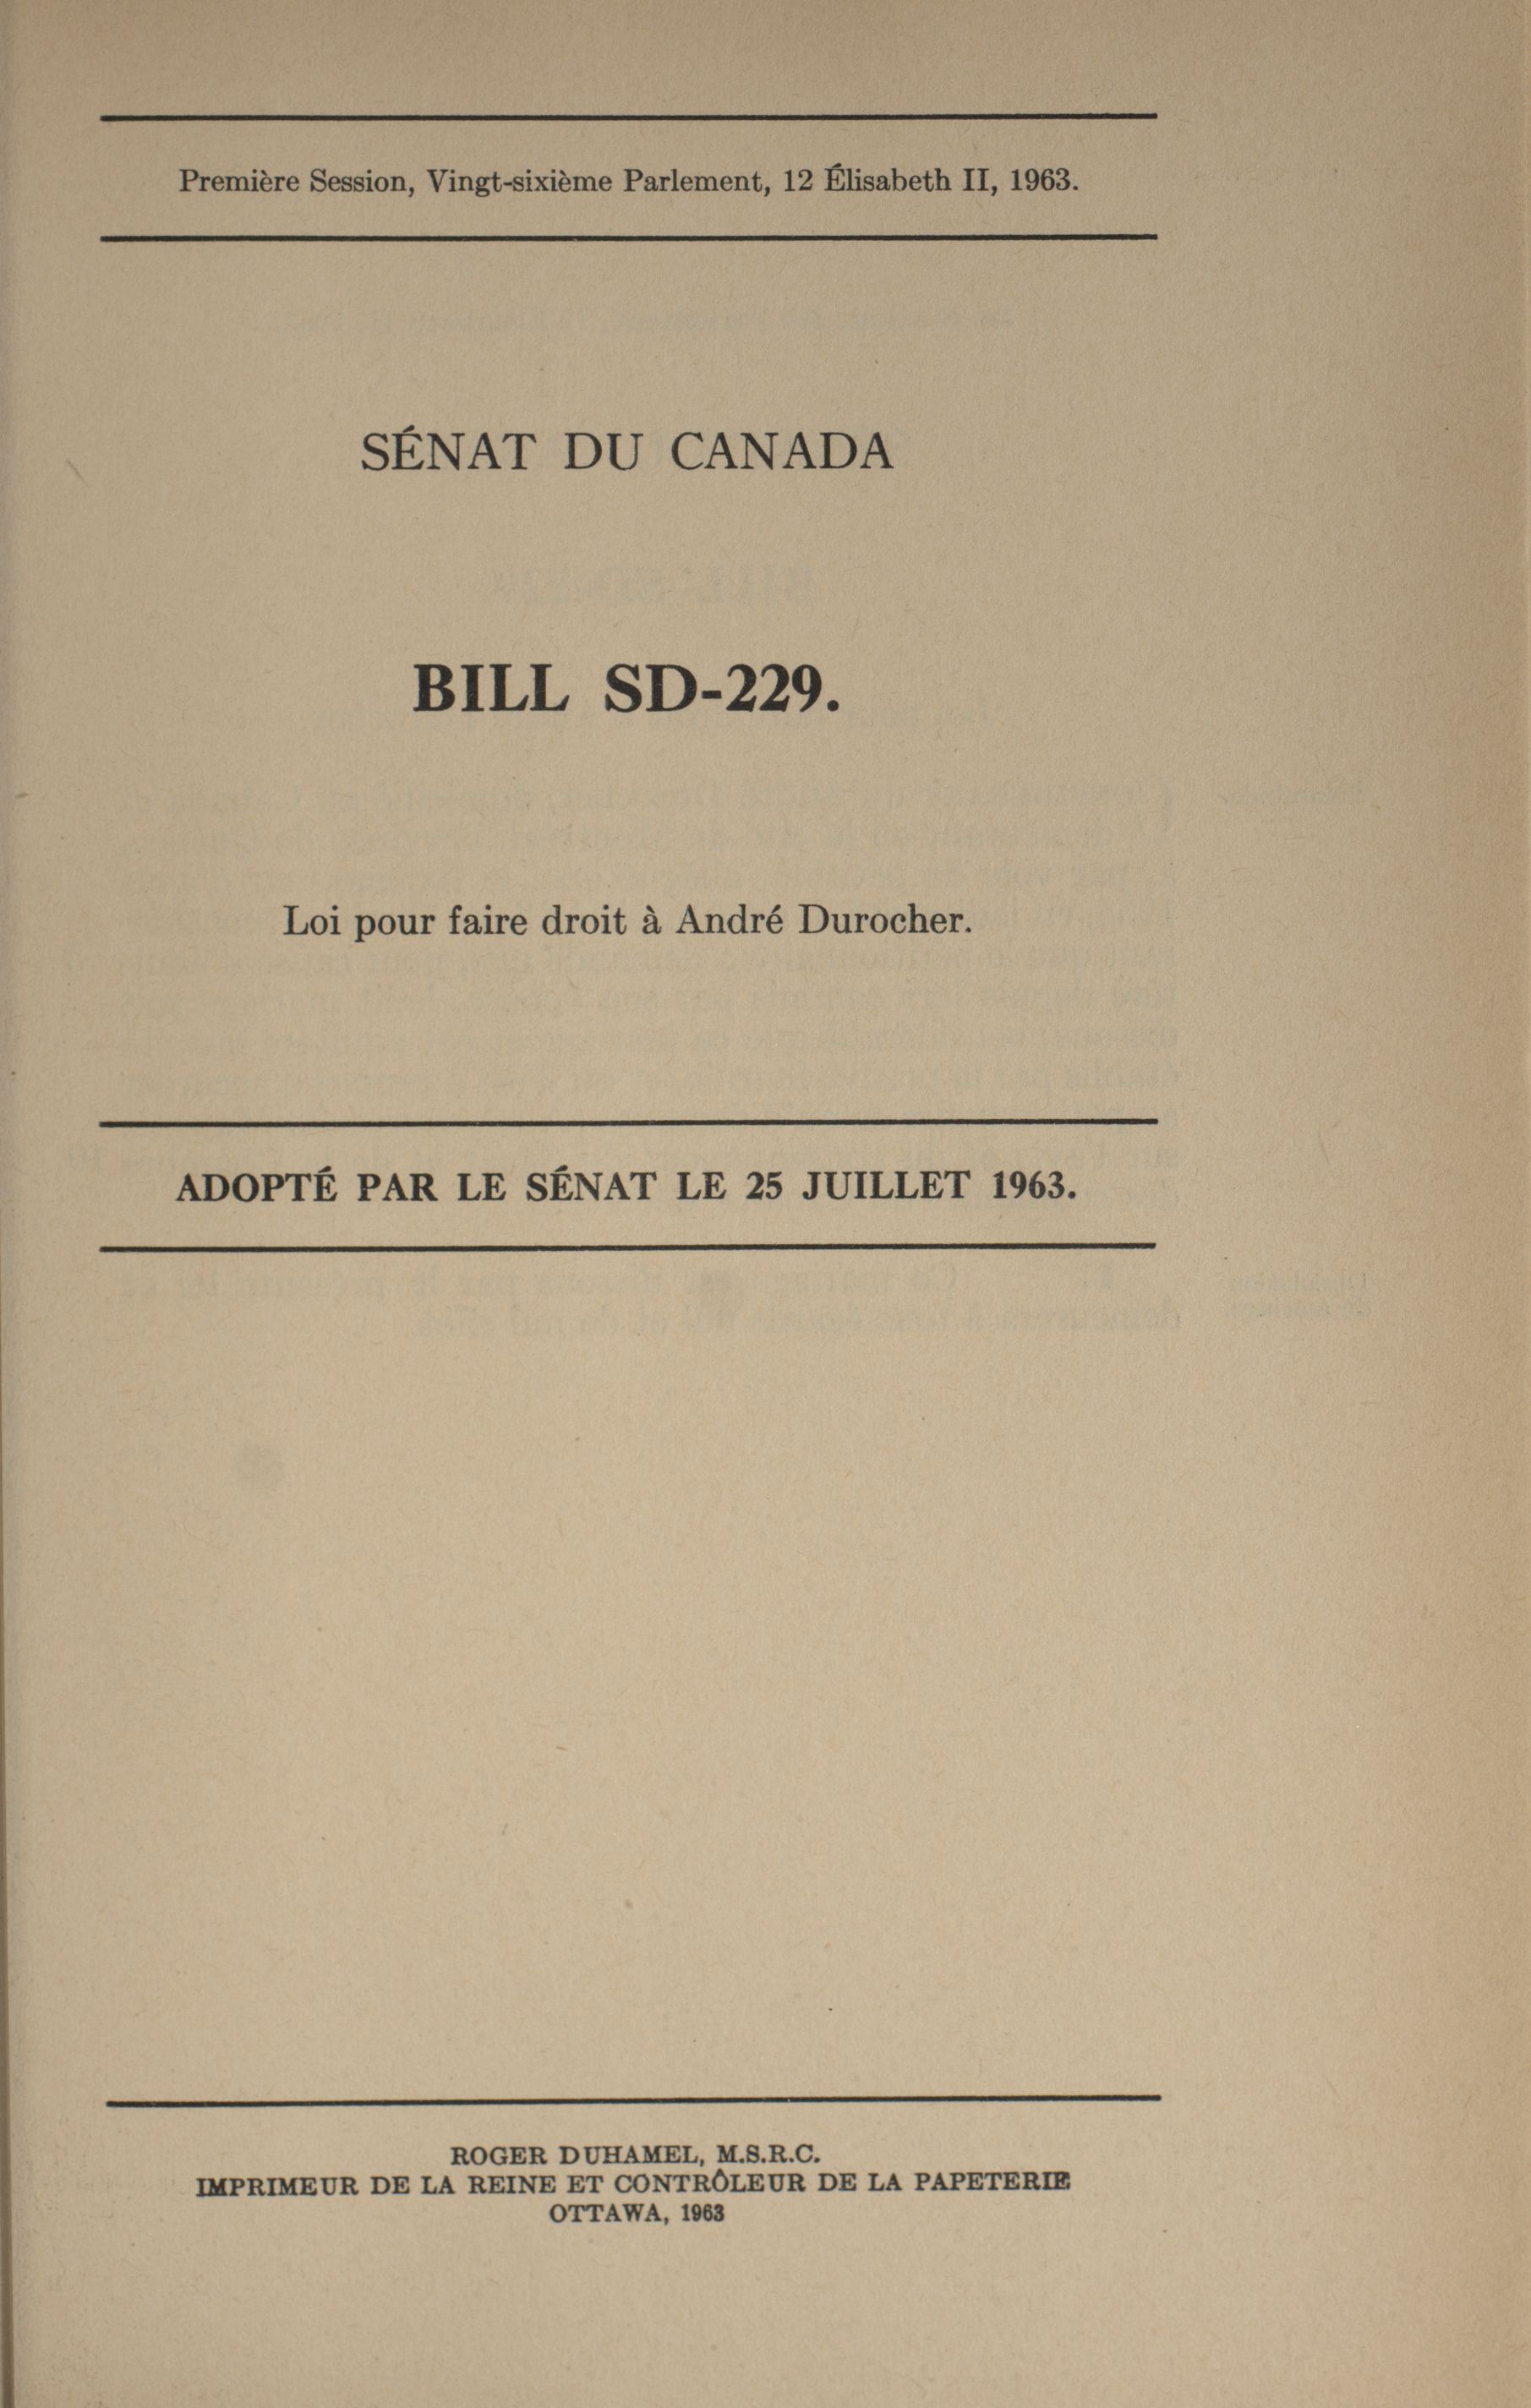 Première Session, Vingt-sixième Parlement, 12 Élisabeth II, 1963.
SÉNAT DU CANADA
BILL SD-229.
Loi pour faire droit à André Durocher.
ADOPTÉ PAR LE SÉNAT LE 25 JUILLET 1963.
ROGER DUHAMEL, M.S.R.C.
IMPRIMEUR DE LA REINE ET CONTRÔLEUR DE LA PAPETERIE
OTTAWA, 1963